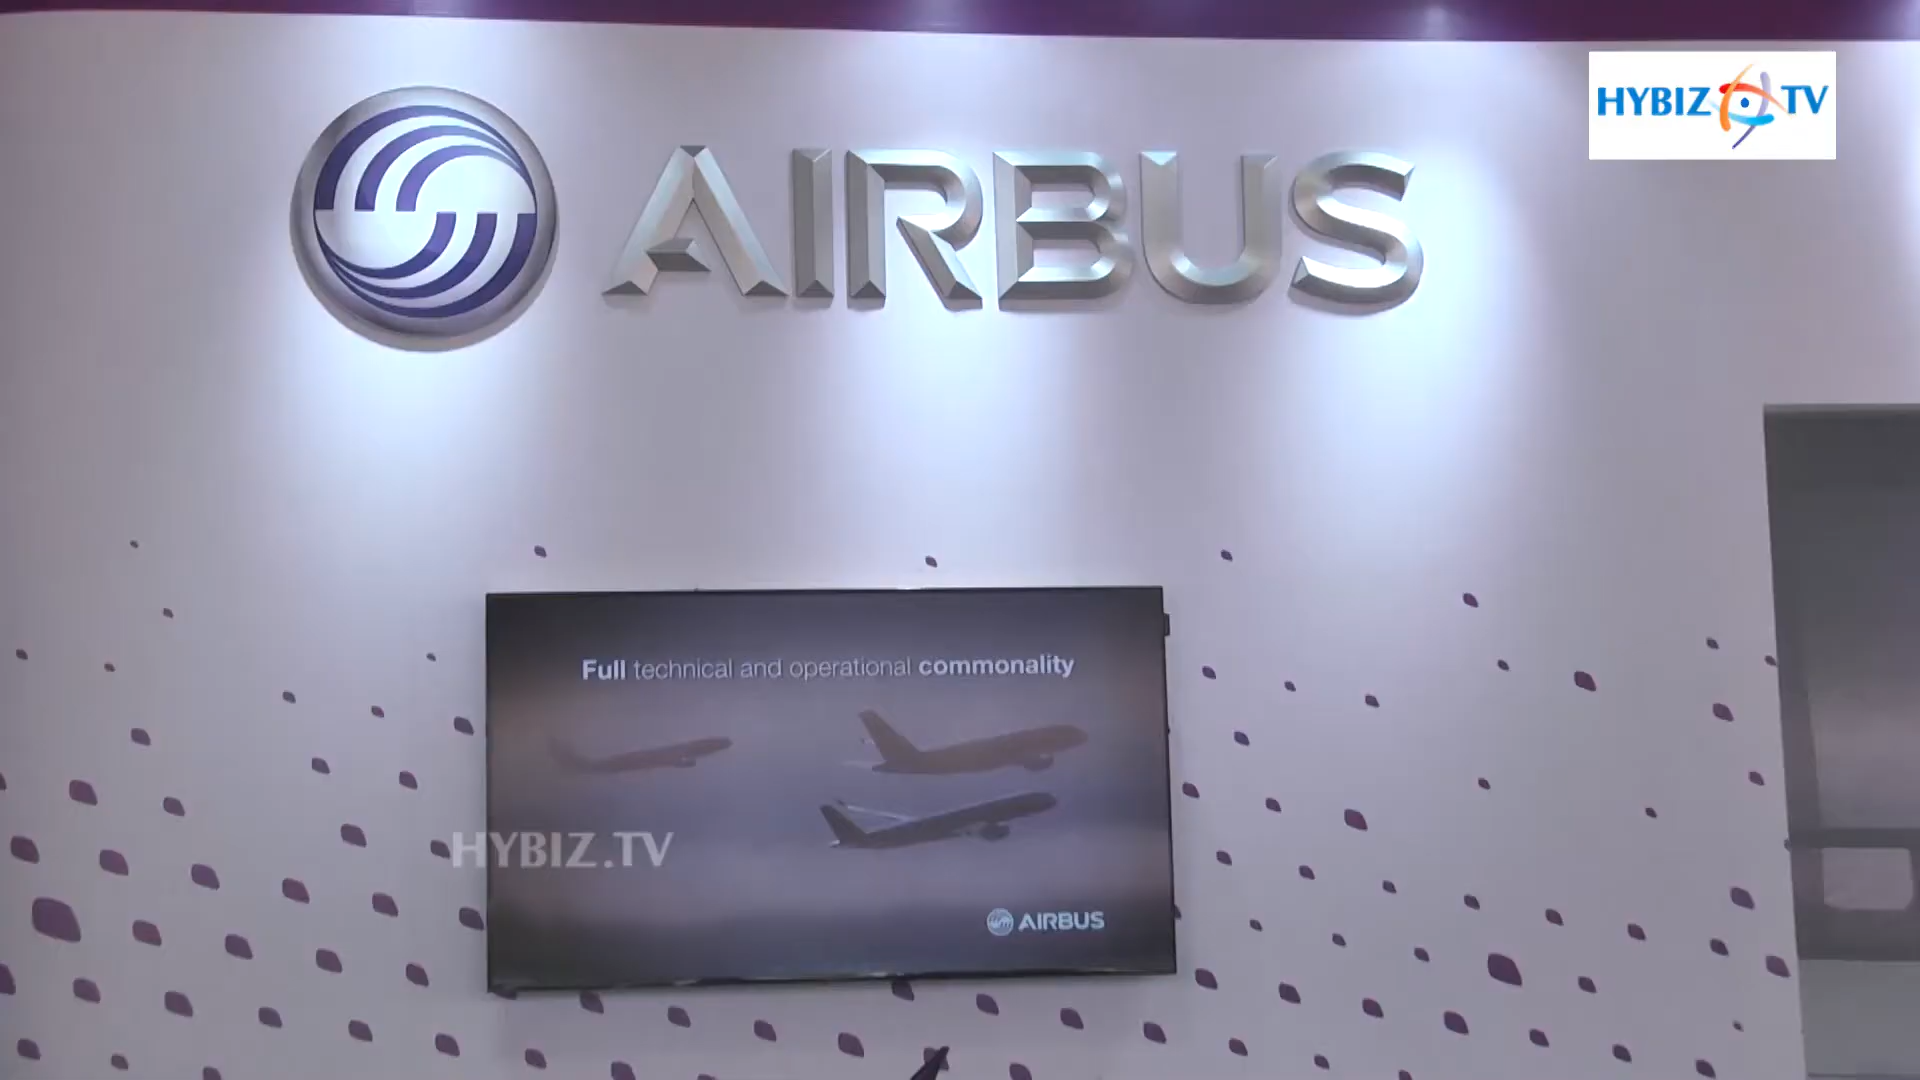 HYBIZ TV
AIRBUS
Full technical and operational commonality
HYBIZ.TV
AIRBUS